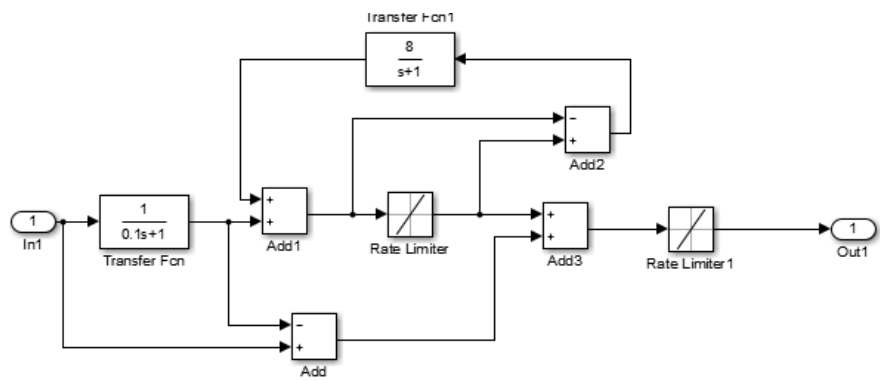 Transfer Fcn1
8
s+1
−
+
Add2
1
In1
1
0.1s+1
Transfer Fcn
+
+
Add1
Rate Limiter
+
+
Add3
Rate Limiter1
1
Out1
−
+
Add